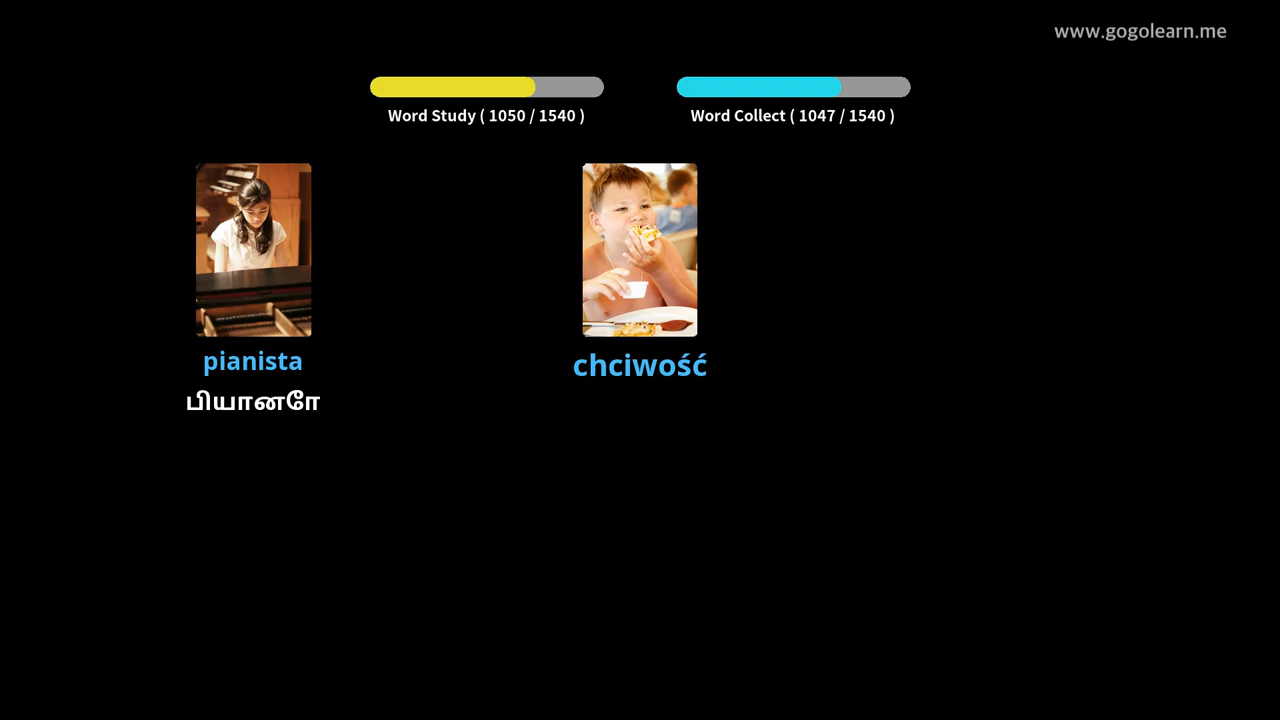 www.gogolearn.me
Word Study ( 1050 / 1540 )
Word Collect ( 1047 / 1540 )
pianista
பியானோ
chciwość